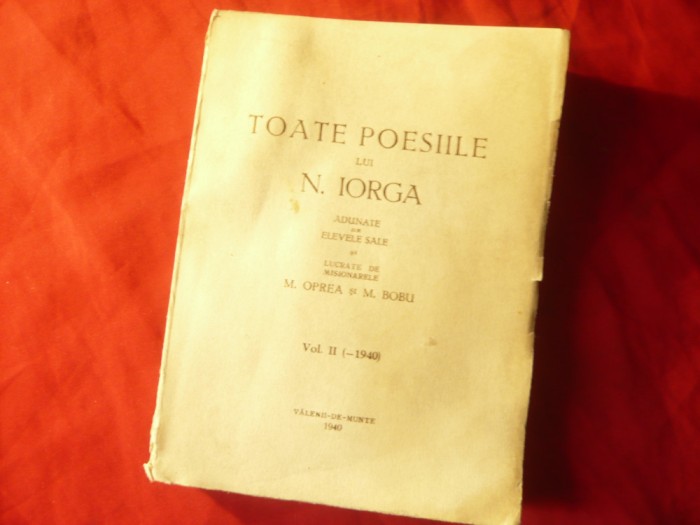 TOATE POESIILE
LUI
N. IORGA
ADUNATE
DE
ELEVELE SALE
și
LUCRATE DE
MISIONARELE
M. OPREA și M. BOBU
Vol. II (—1940)
VĂLENII-DE-MUNTE
1940